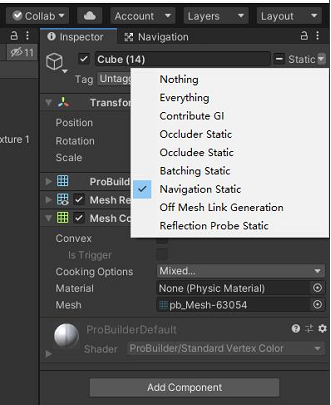 Collab
Account
Layers
Layout
Inspector
Navigation
11
Cube (14)
Static
Tag
Untagg
Nothing
Everything
Contribute GI
Occluder Static
Occludee Static
Batching Static
Navigation Static
Off Mesh Link Generation
Reflection Probe Static
Transfor
Position
Rotation
Scale
xture 1
ProBuilde
Mesh Re
Mesh Co
Convex
Is Trigger
Cooking Options
Mixed...
Material
None (Physic Material)
Mesh
pb_Mesh-63054
ProBuilderDefault
Shader
ProBuilder/Standard Vertex Color
Add Component